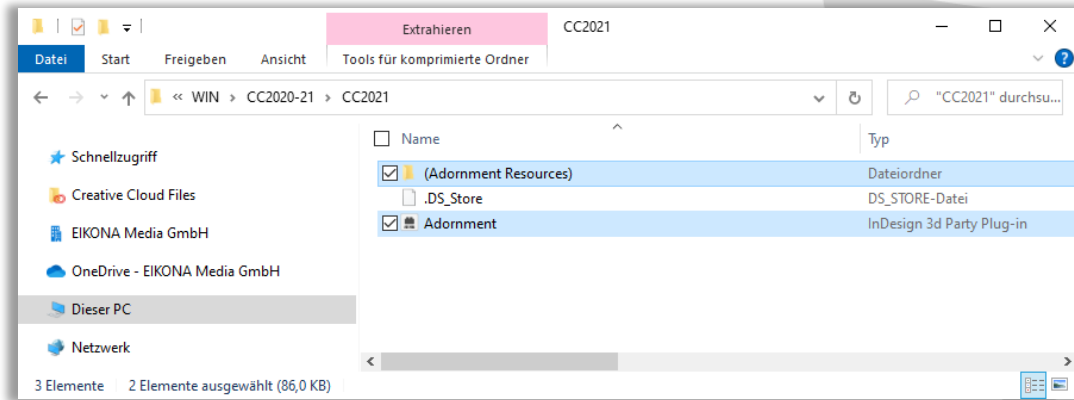 Extrahieren
CC2021
Datei
Start
Freigeben
Ansicht
Tools für komprimierte Ordner
?
« WIN > CC2020-21 > CC2021
"CC2021" durchsu...
Name
Typ
Schnellzugriff
(Adornment Resources)
Dateiordner
Creative Cloud Files
.DS_Store
DS_STORE-Datei
Adornment
InDesign 3d Party Plug-in
EIKONA Media GmbH
OneDrive - EIKONA Media GmbH
Dieser PC
Netzwerk
3 Elemente
2 Elemente ausgewählt (86,0 KB)